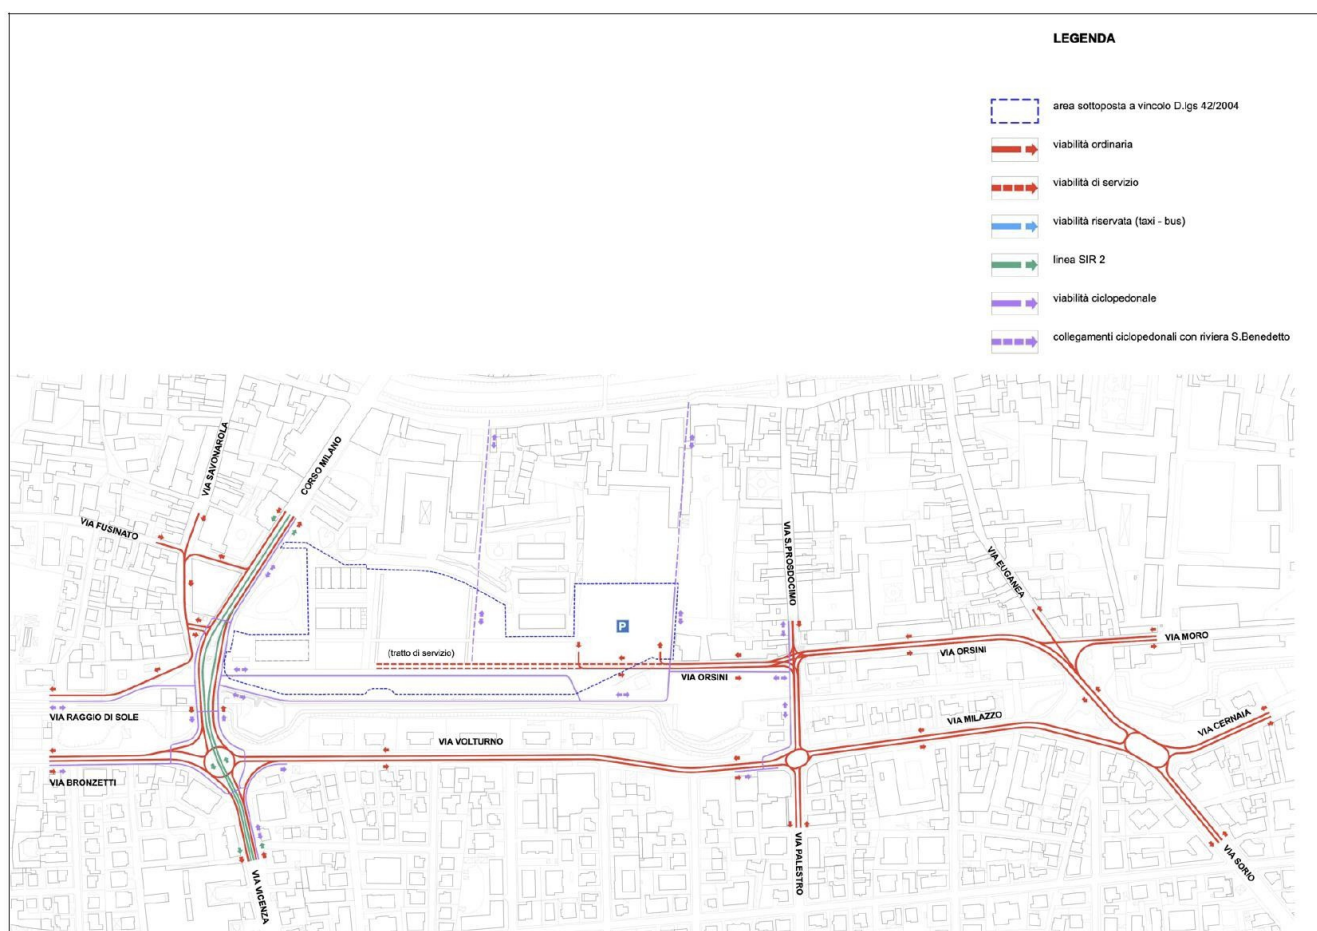 LEGENDA
area sottoposta a vincolo D.lgs 42/2004
viabilità ordinaria
viabilità di servizio
viabilità riservata (taxi - bus)
linea SIR 2
viabilità ciclopedonale
collegamenti ciclopedonali con riviera S.Benedetto
VIA SAVONAROLA
CORSO MILANO
VIA FUSINATO
VIA S.PROSDOCIMO
VIA EUGANEA
P
VIA MORO
(tratto di servizio)
VIA ORSINI
VIA ORSINI
VIA RAGGIO DI SOLE
VIA MILAZZO
VIA CERNAIA
VIA VOLTURNO
VIA BRONZETTI
VIA PALESTRO
VIA SORIO
VIA VICENZA